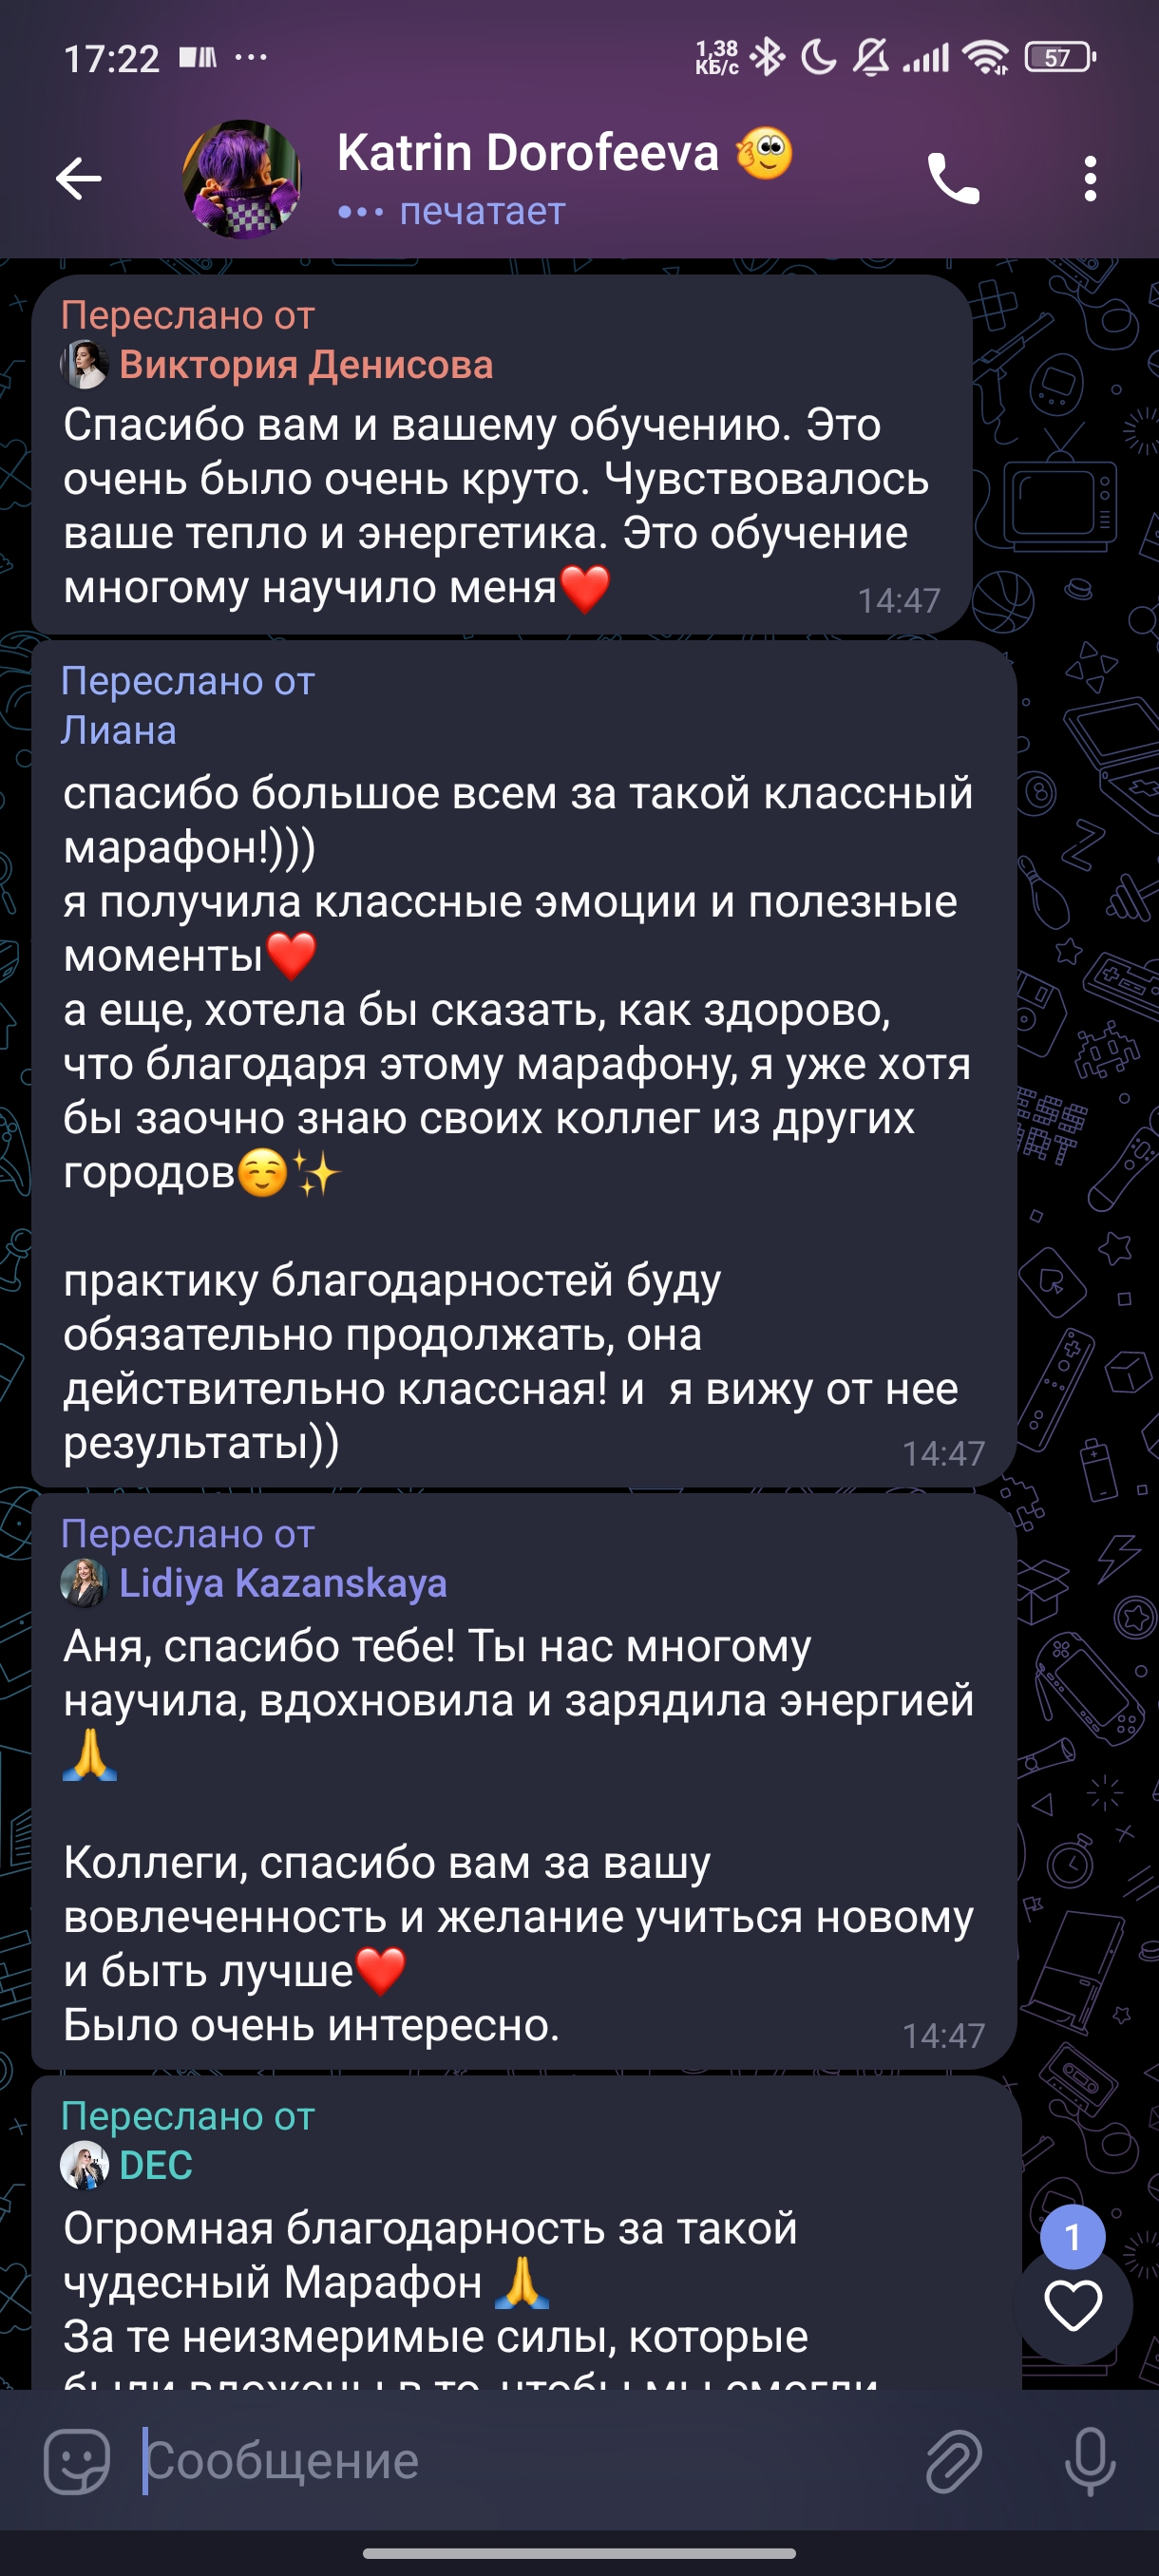 17:22
1,38
КБ/с
57
Katrin Dorofeeva
печатает
Переслано от
Виктория Денисова
Спасибо вам и вашему обучению. Это
очень было очень круто. Чувствовалось
ваше тепло и энергетика. Это обучение
многому научило меня❤️
14:47
Переслано от
Лиана
спасибо большое всем за такой классный
марафон!)))
я получила классные эмоции и полезные
моменты❤️
а еще, хотела бы сказать, как здорово,
что благодаря этому марафону, я уже хотя
бы заочно знаю своих коллег из других
городов☺️✨
практику благодарностей буду
обязательно продолжать, она
действительно классная! и  я вижу от нее
результаты))
14:47
Переслано от
Lidiya Kazanskaya
Аня, спасибо тебе! Ты нас многому
научила, вдохновила и зарядила энергией
🙏
Коллеги, спасибо вам за вашу
вовлеченность и желание учиться новому
и быть лучше❤️
Было очень интересно.
14:47
Переслано от
DEC
Огромная благодарность за такой
чудесный Марафон 🙏
За те неизмеримые силы, которые
были вложены в то, чтобы мы смогли
1
Сообщение